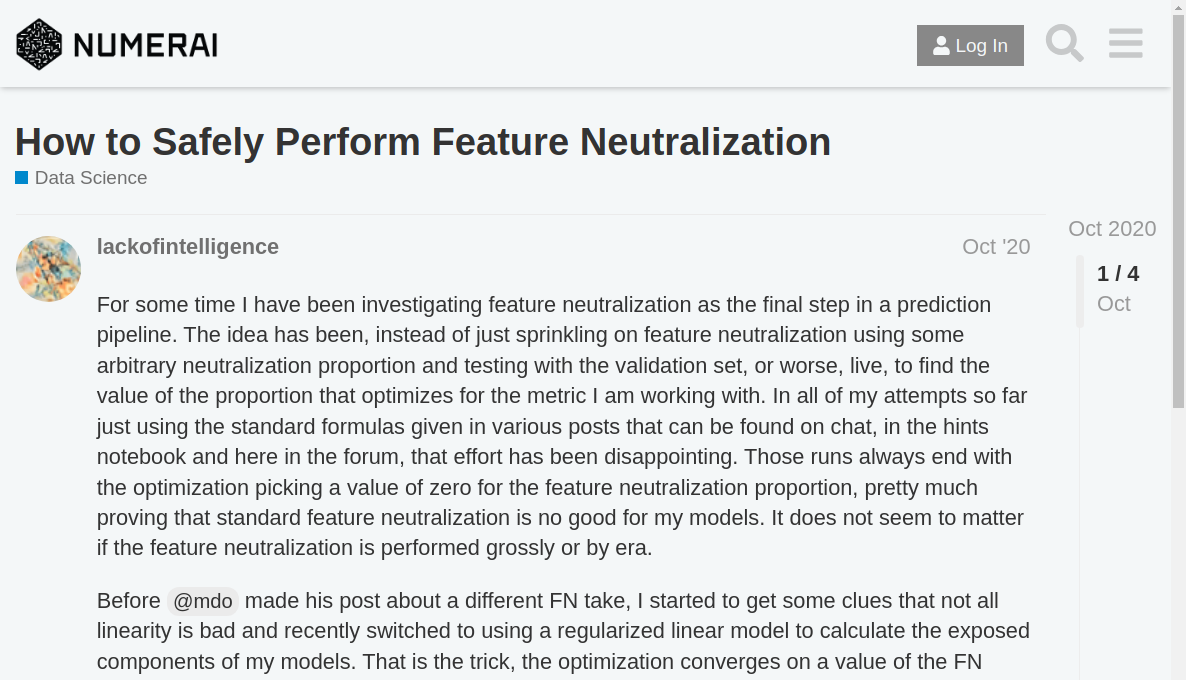 NUMERAI
Log In
How to Safely Perform Feature Neutralization
Data Science
lackofintelligence
Oct '20
Oct 2020
1 / 4
Oct
For some time I have been investigating feature neutralization as the final step in a prediction
pipeline. The idea has been, instead of just sprinkling on feature neutralization using some
arbitrary neutralization proportion and testing with the validation set, or worse, live, to find the
value of the proportion that optimizes for the metric I am working with. In all of my attempts so far
just using the standard formulas given in various posts that can be found on chat, in the hints
notebook and here in the forum, that effort has been disappointing. Those runs always end with
the optimization picking a value of zero for the feature neutralization proportion, pretty much
proving that standard feature neutralization is no good for my models. It does not seem to matter
if the feature neutralization is performed grossly or by era.
Before @mdo made his post about a different FN take, I started to get some clues that not all
linearity is bad and recently switched to using a regularized linear model to calculate the exposed
components of my models. That is the trick, the optimization converges on a value of the FN